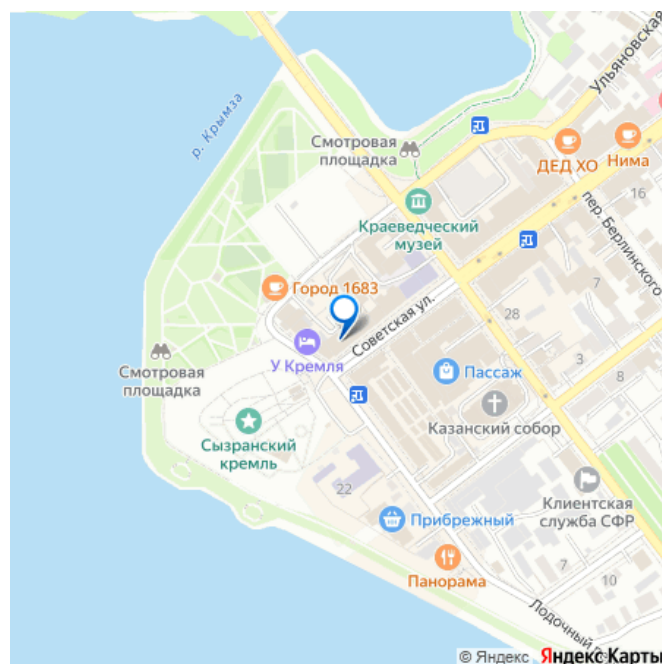 Ульяновская
р. Крымза
Смотровая
площадка
ДЕД ХО
Нима
16
Краеведческий
музей
пер. Берлинского
Город 1683
7
28
Советская ул.
У Кремля
3
8
Смотровая
площадка
Пассаж
Казанский собор
Сызранский
кремль
22
Клиентская
служба СФР
Прибрежный
Панорама
7
10
Лодочный пе
© Яндекс Яндекс Карты